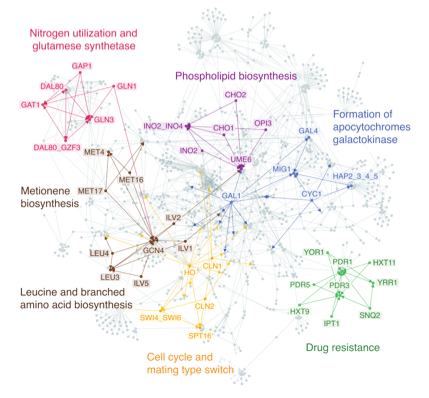 Nitrogen utilization and
glutamese synthetase
GAP1
DAL80
GLN1
GAT1
GLN3
DAL80_GZF3
Phospholipid biosynthesis
CHO2
INO2_INO4
CHO1
OPI3
INO2
UME6
Formation of
apocytochromes
galactokinase
GAL4
MIG1
HAP2_3_4_5
GAL1
CYC1
MET4
MET16
MET17
Metionene
biosynthesis
ILV2
GCN4
ILV1
LEU4
LEU3
ILV5
Leucine and branched
amino acid biosynthesis
HO
CLN1
CLN2
SWI4_SWI6
SPT16
Cell cycle and
mating type switch
YOR1
PDR1
HXT11
PDR5
PDR3
YRR1
HXT9
IPT1
SNQ2
Drug resistance